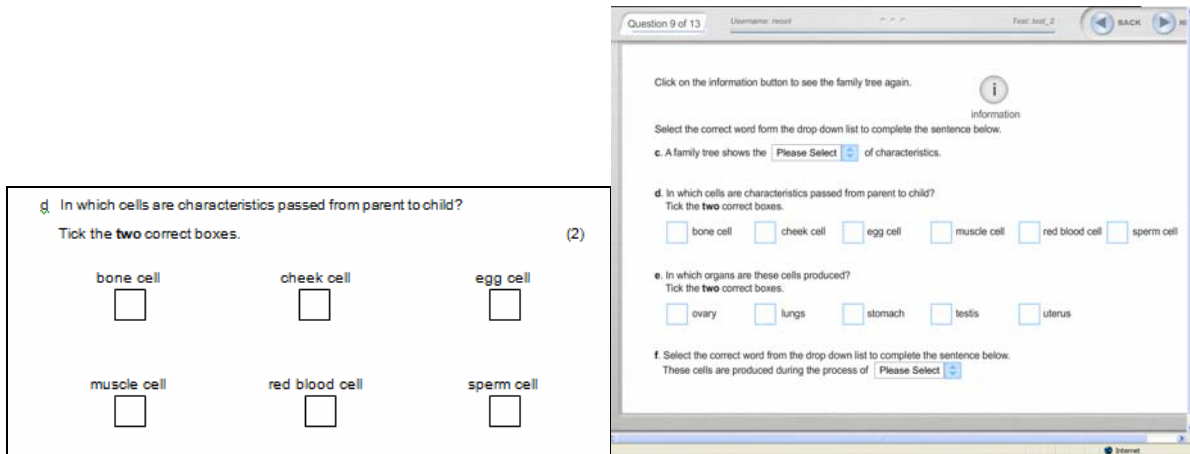 d In which cells are characteristics passed from parent to child?
Tick the two correct boxes. (2)
bone cell cheek cell egg cell
muscle cell red blood cell sperm cell
Question 9 of 13 Username: Test: test_2 BACK
Click on the information button to see the family tree again.
i
information
Select the correct word form the drop down list to complete the sentence below.
c. A family tree shows the Please Select of characteristics.
d. In which cells are characteristics passed from parent to child?
Tick the two correct boxes.
bone cell cheek cell egg cell muscle cell red blood cell sperm cell
e. In which organs are these cells produced?
Tick the two correct boxes.
ovary lungs stomach testis uterus
f. Select the correct word from the drop down list to complete the sentence below.
These cells are produced during the process of Please Select
Internet